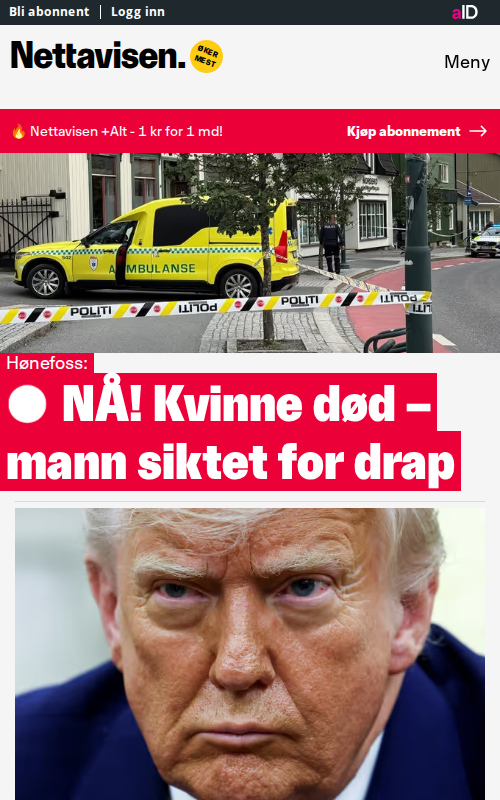 Bli abonnent
Logg inn
aID
Nettavisen.
ØKER
MEST
Meny
🔥 Nettavisen +Alt - 1 kr for 1 md!
Kjøp abonnement →
AMBULANSE
POLITI POLITI POLITI POLITI
Hønefoss:
NÅ! Kvinne død –
mann siktet for drap